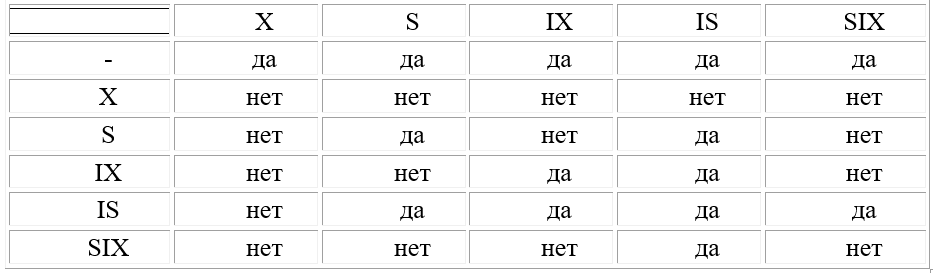 X S IX IS SIX
- да да да да да
X нет нет нет нет нет
S нет да нет да нет
IX нет нет да да нет
IS нет да да да да
SIX нет нет нет да нет